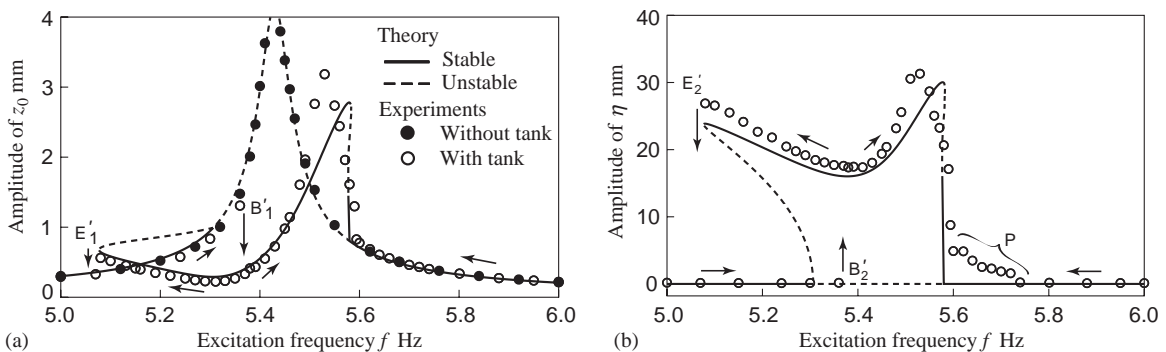 Amplitude of z0 mm
4
3
2
1
0
5.0 5.2 5.4 5.6 5.8 6.0
Excitation frequency f Hz
(a)
Theory
Stable
Unstable
Experiments
Without tank
With tank
E′1
B′1
Amplitude of η mm
40
30
20
10
0
5.0 5.2 5.4 5.6 5.8 6.0
Excitation frequency f Hz
(b)
E2′
B2′
P